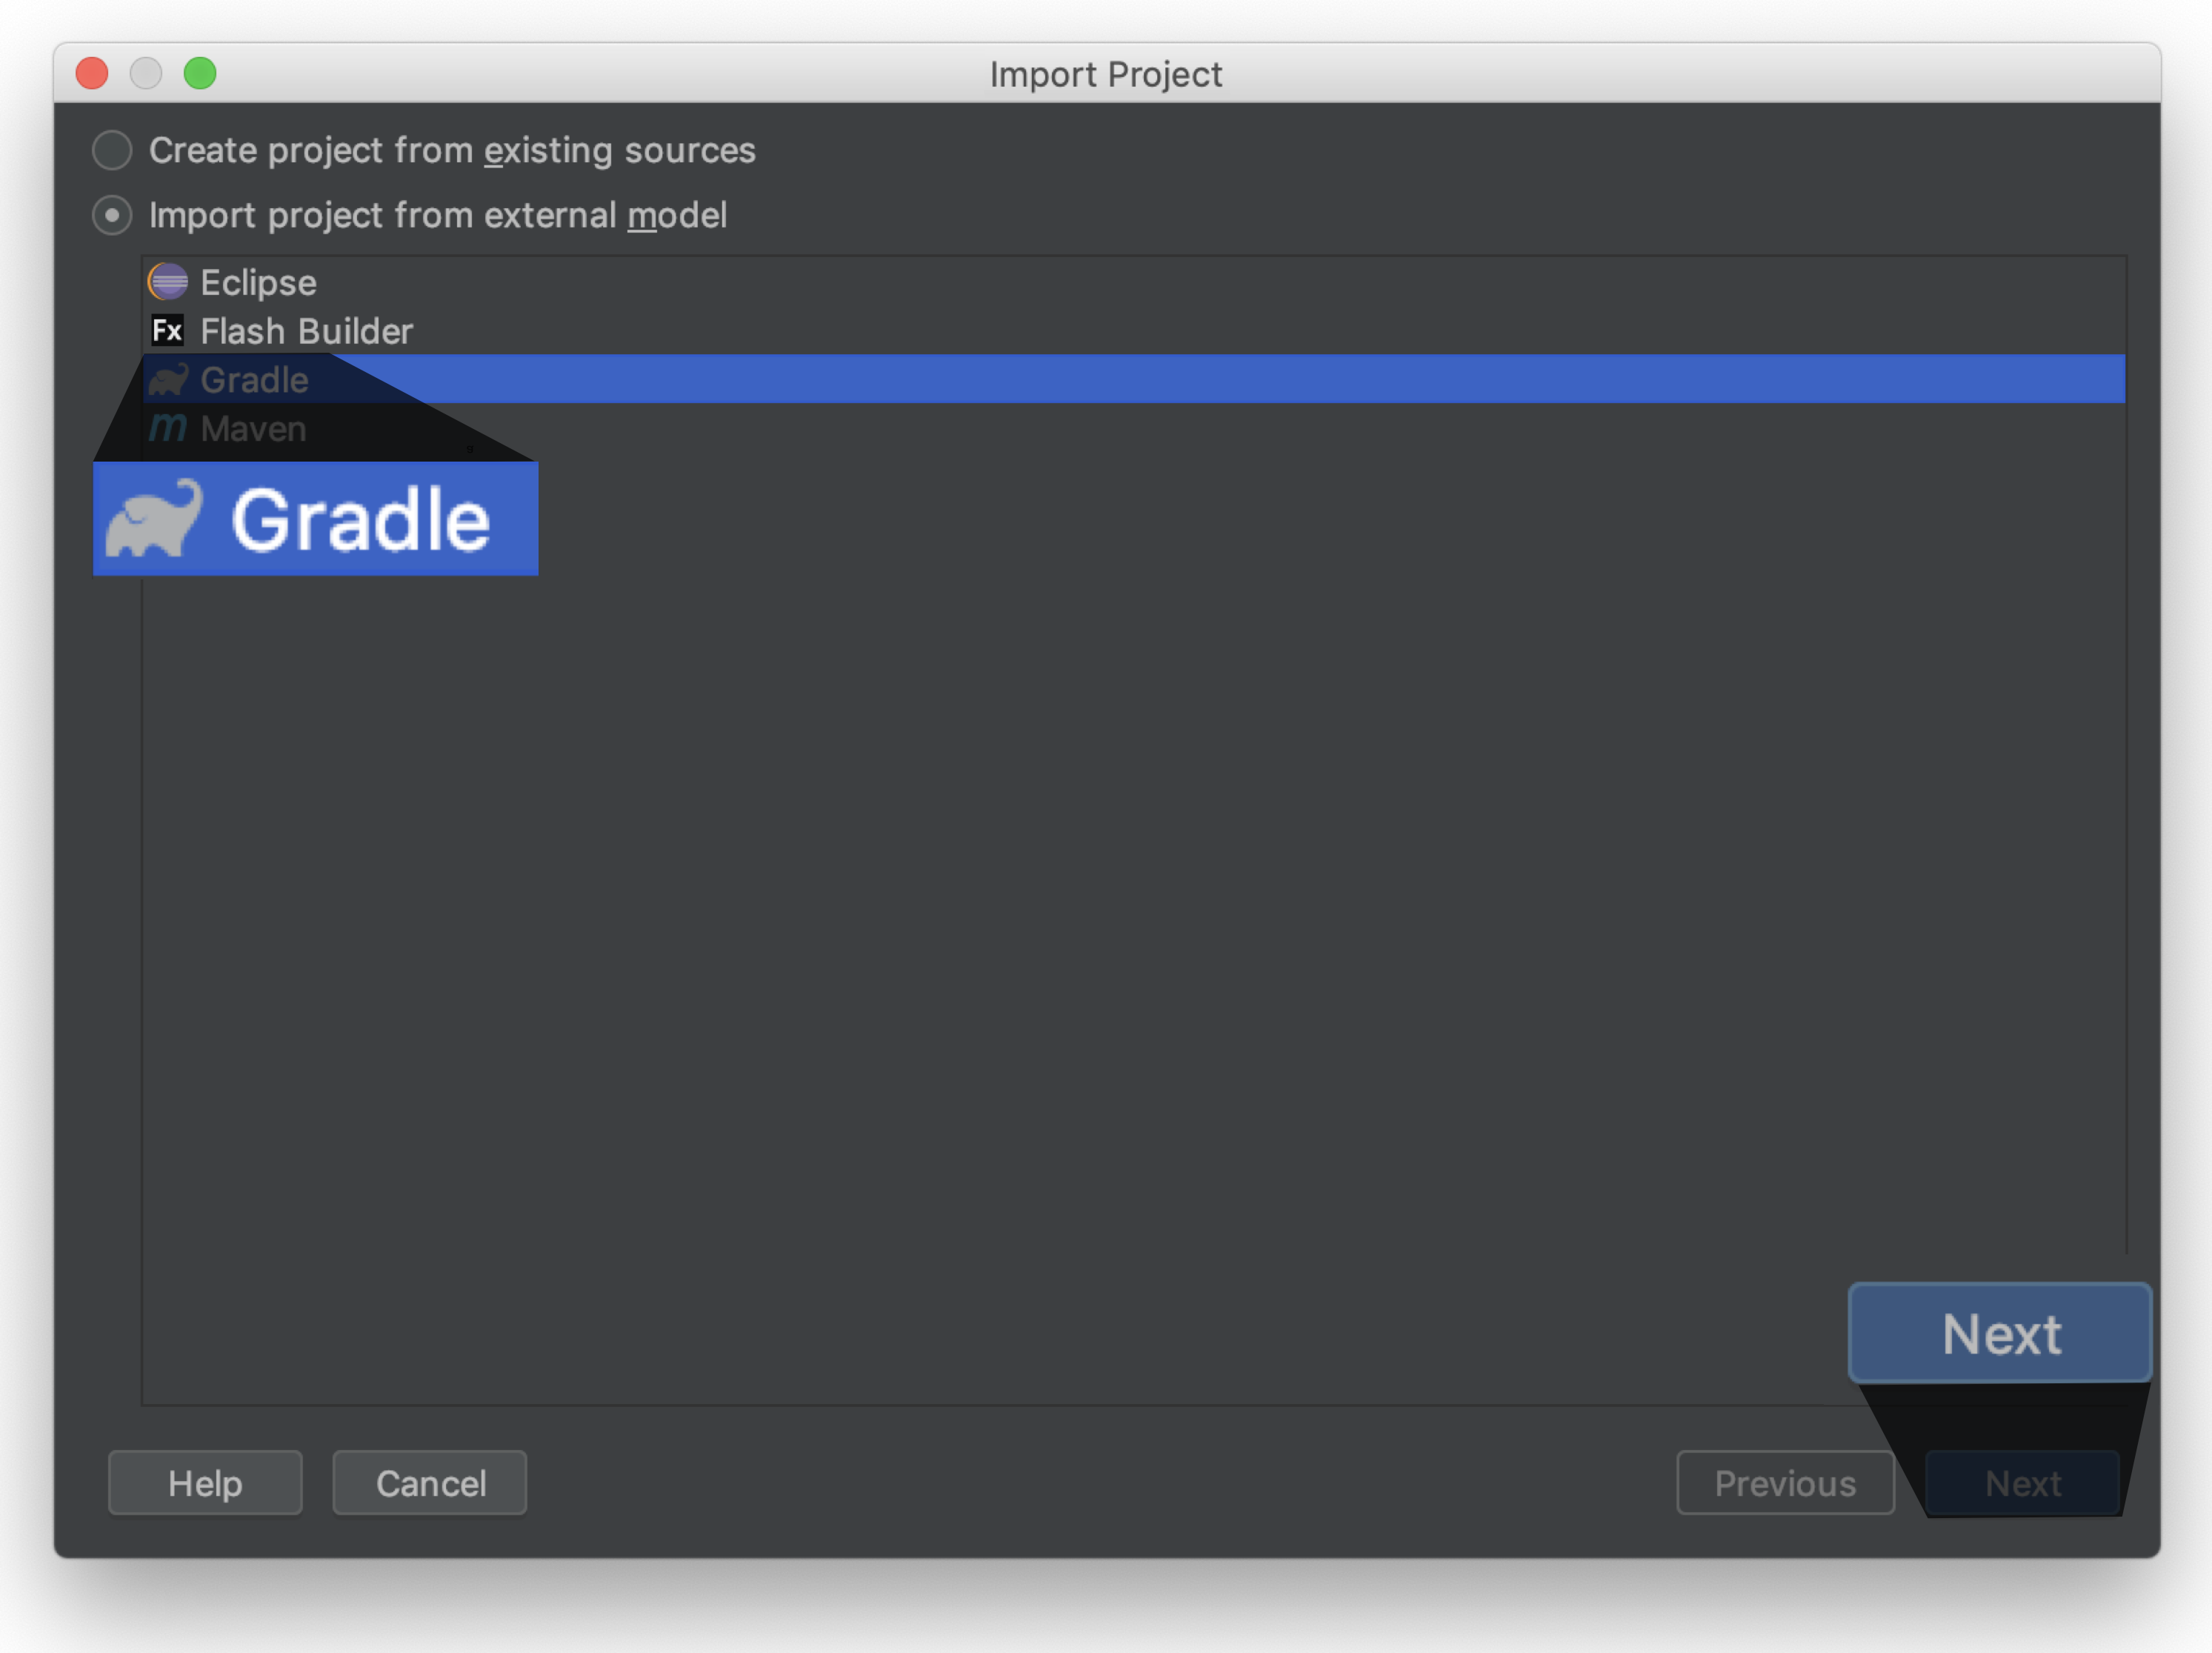 Import Project
Create project from existing sources
Import project from external model
Eclipse
Fx Flash Builder
Gradle
m Maven
Gradle
Next
Help Cancel Previous Next